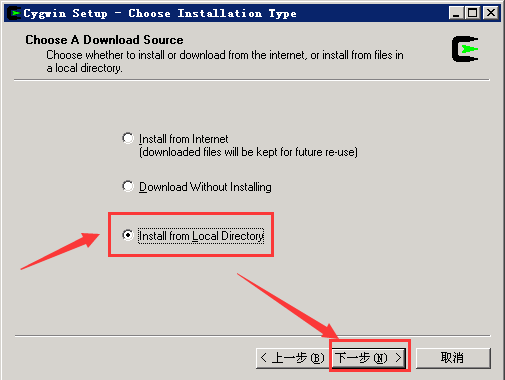 Cygwin Setup - Choose Installation Type
Choose A Download Source
Choose whether to install or download from the internet, or install from files in
a local directory.
Install from Internet
(downloaded files will be kept for future re-use)
Download Without Installing
Install from Local Directory
< 上一步(B) 下一步(N) > 取消